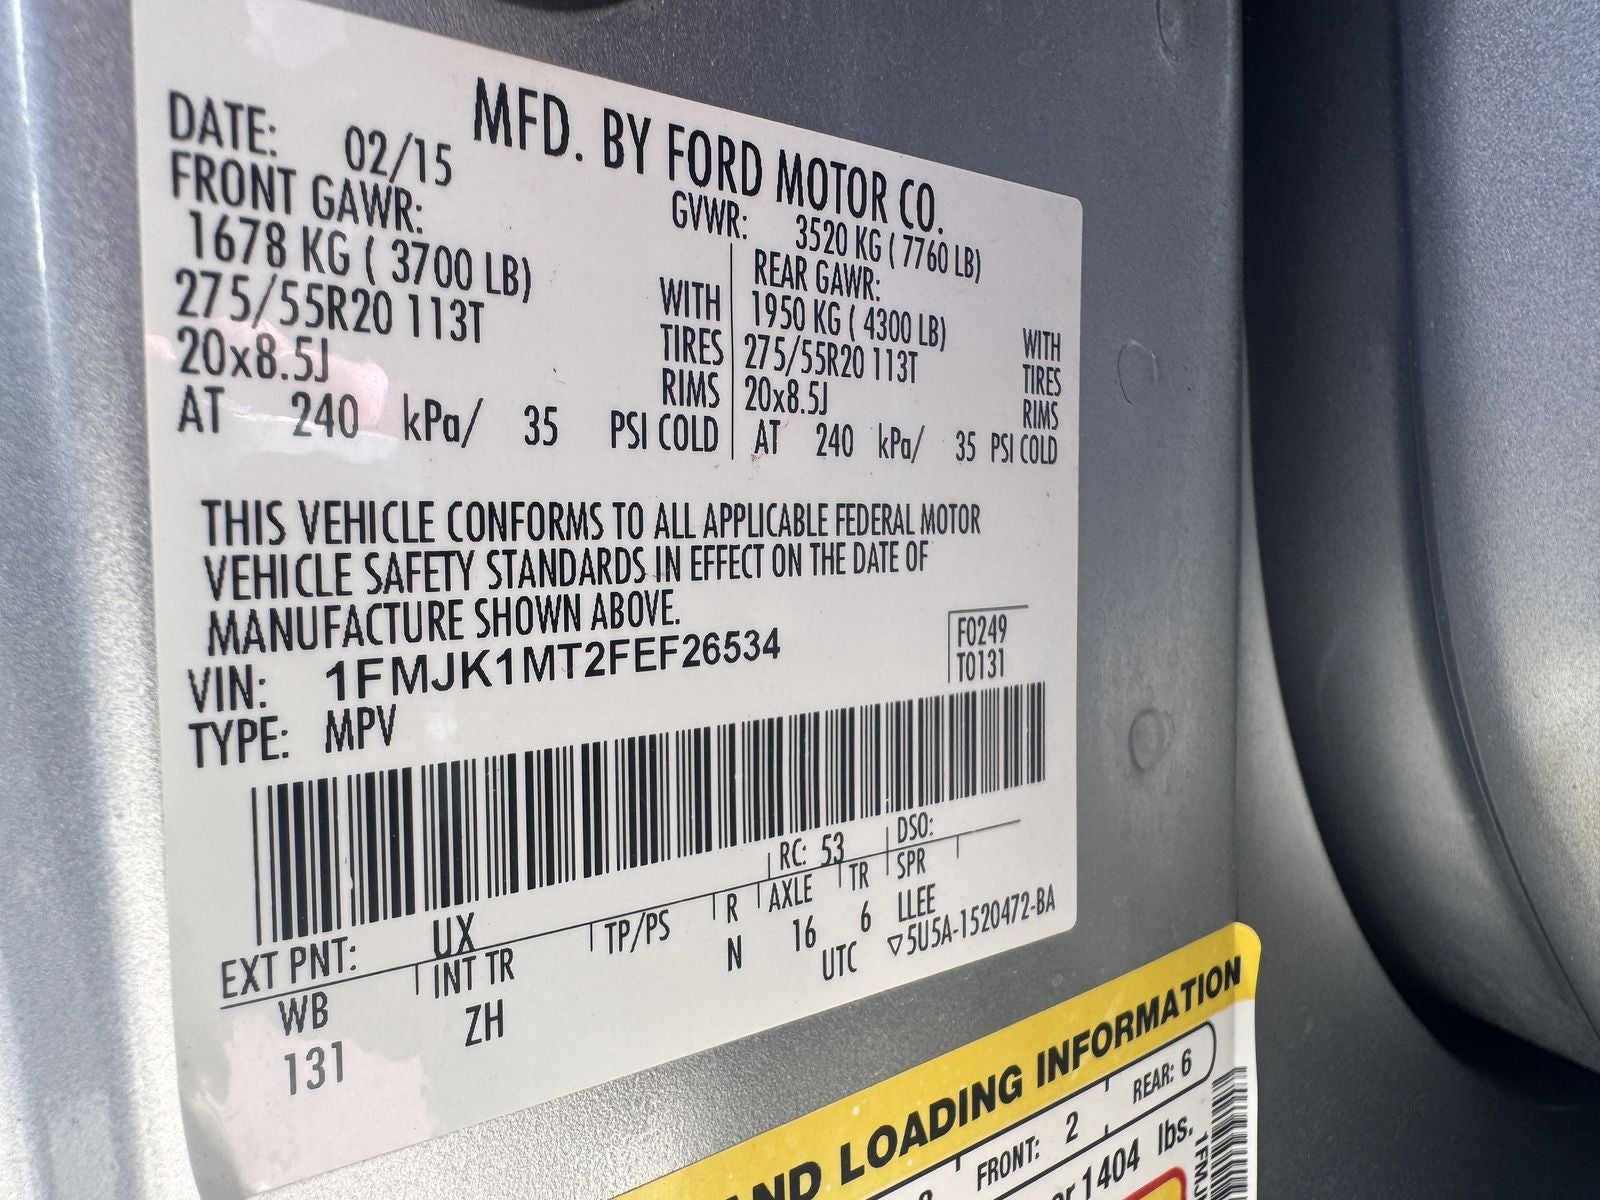 MFD. BY FORD MOTOR CO.
DATE: 02/15
GVWR: 3520 KG ( 7760 LB)
FRONT GAWR:
1678 KG ( 3700 LB)
WITH
275/55R20 113T
TIRES
20x8.5J
RIMS
AT 240 kPa/ 35 PSI COLD
REAR GAWR:
1950 KG ( 4300 LB)
WITH
275/55R20 113T
TIRES
20x8.5J
RIMS
AT 240 kPa/ 35 PSI COLD
THIS VEHICLE CONFORMS TO ALL APPLICABLE FEDERAL MOTOR
VEHICLE SAFETY STANDARDS IN EFFECT ON THE DATE OF
MANUFACTURE SHOWN ABOVE.
VIN: 1FMJK1MT2FEF26534
F0249
T0131
TYPE: MPV
EXT PNT: UX
RC: 53
DSO:
WB
INT TR
TP/PS
R
AXLE
TR
SPR
131
ZH
N
16
6
LLEE
UTC
▽5U5A-1520472-BA
AND LOADING INFORMATION
FRONT: 2
REAR: 6
or 1404 lbs.
1FMJ